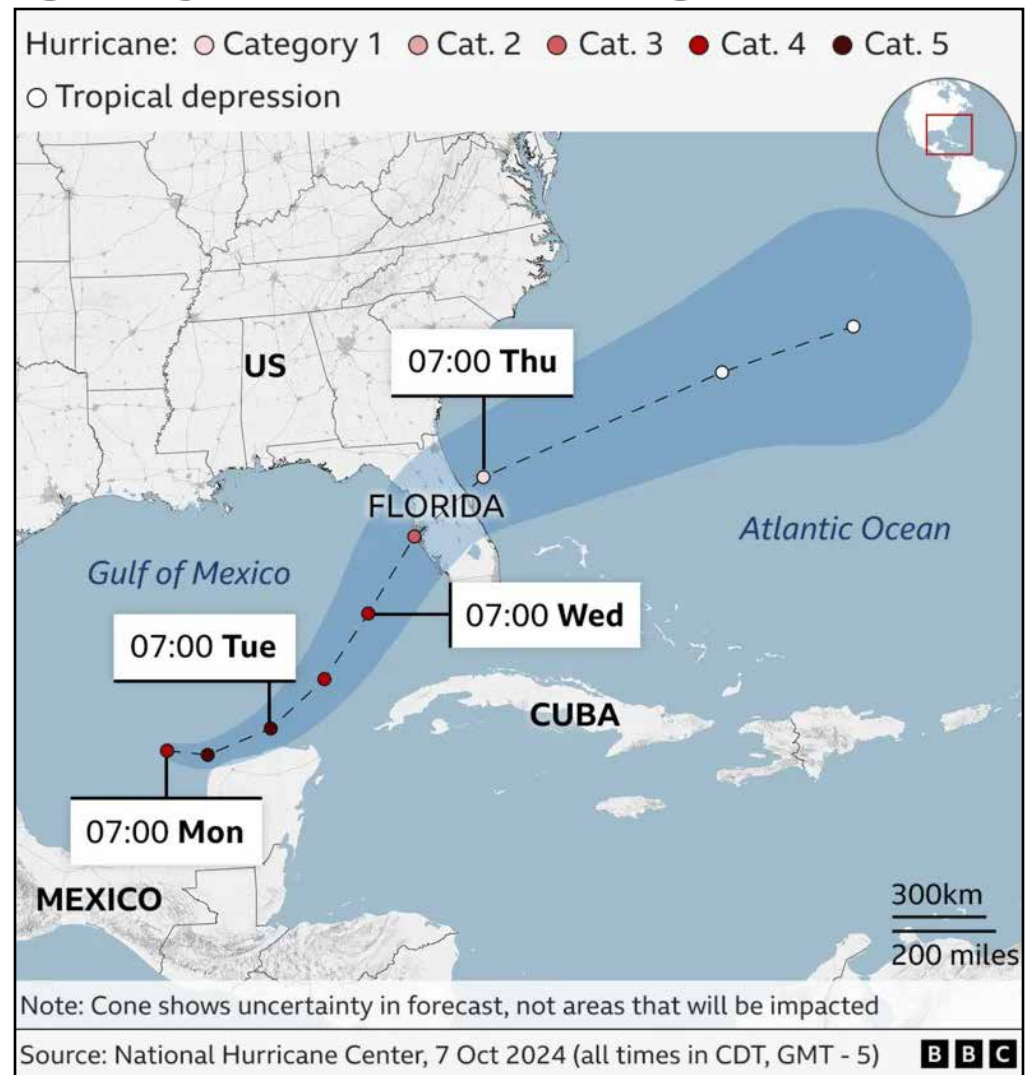 Hurricane: Category 1 Cat. 2 Cat. 3 Cat. 4 Cat. 5
Tropical depression
07:00 Thu
US
FLORIDA
Atlantic Ocean
Gulf of Mexico
07:00 Wed
07:00 Tue
CUBA
07:00 Mon
MEXICO
300km
200 miles
Note: Cone shows uncertainty in forecast, not areas that will be impacted
Source: National Hurricane Center, 7 Oct 2024 (all times in CDT, GMT - 5) BBC